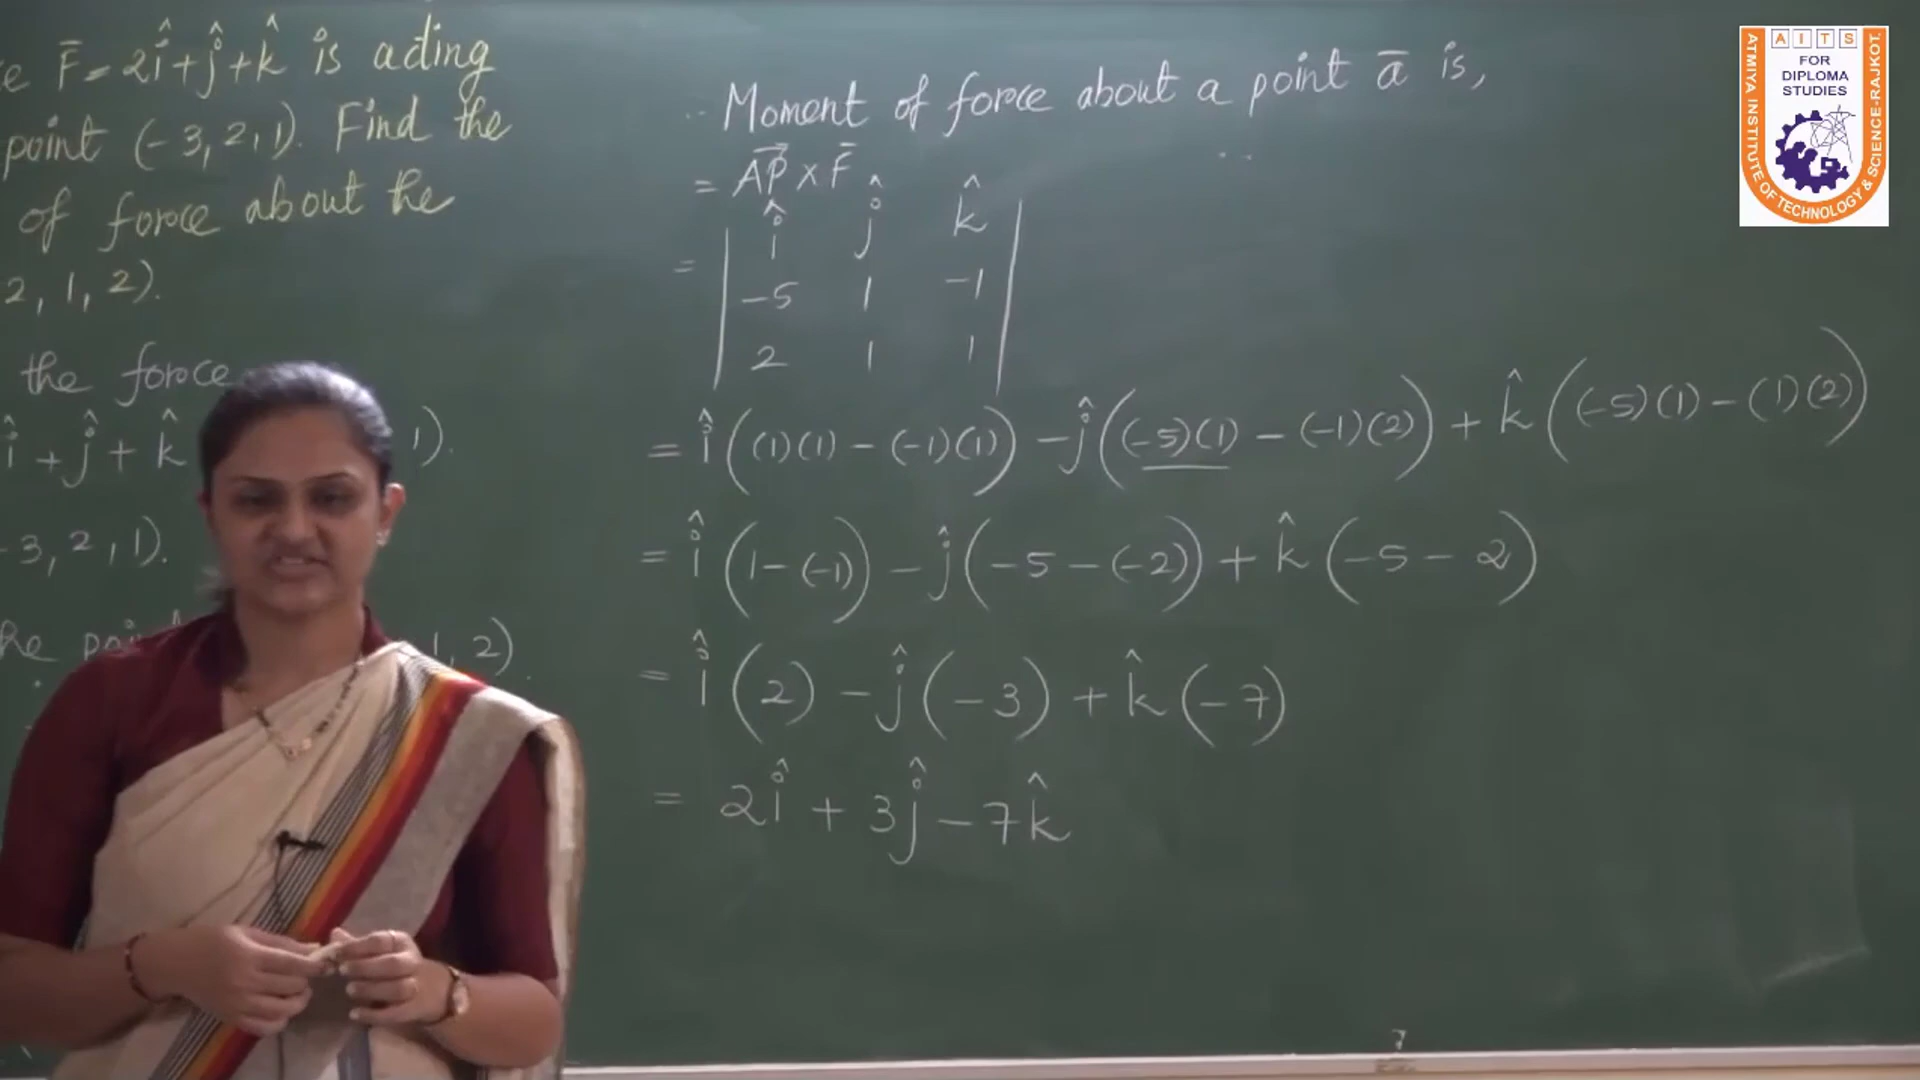 F̄ = 2î + ĵ + k̂ is acting
point (-3, 2, 1). Find the
of force about the
2, 1, 2).
the force
î + ĵ + k̂ 1).
-3, 2, 1).
1, 2).
Moment of force about a point ā is,
= AP⃗ × F̄
= | î ĵ k̂ |
| -5 1 -1 |
| 2 1 1 |
= î((1)(1) - (-1)(1)) - ĵ((-5)(1) - (-1)(2)) + k̂((-5)(1) - (1)(2))
= î(1 - (-1)) - ĵ(-5 - (-2)) + k̂(-5 - 2)
= î(2) - ĵ(-3) + k̂(-7)
= 2î + 3ĵ - 7k̂
AITS
FOR
DIPLOMA
STUDIES
ATMIYA INSTITUTE OF TECHNOLOGY & SCIENCE-RAJKOT.